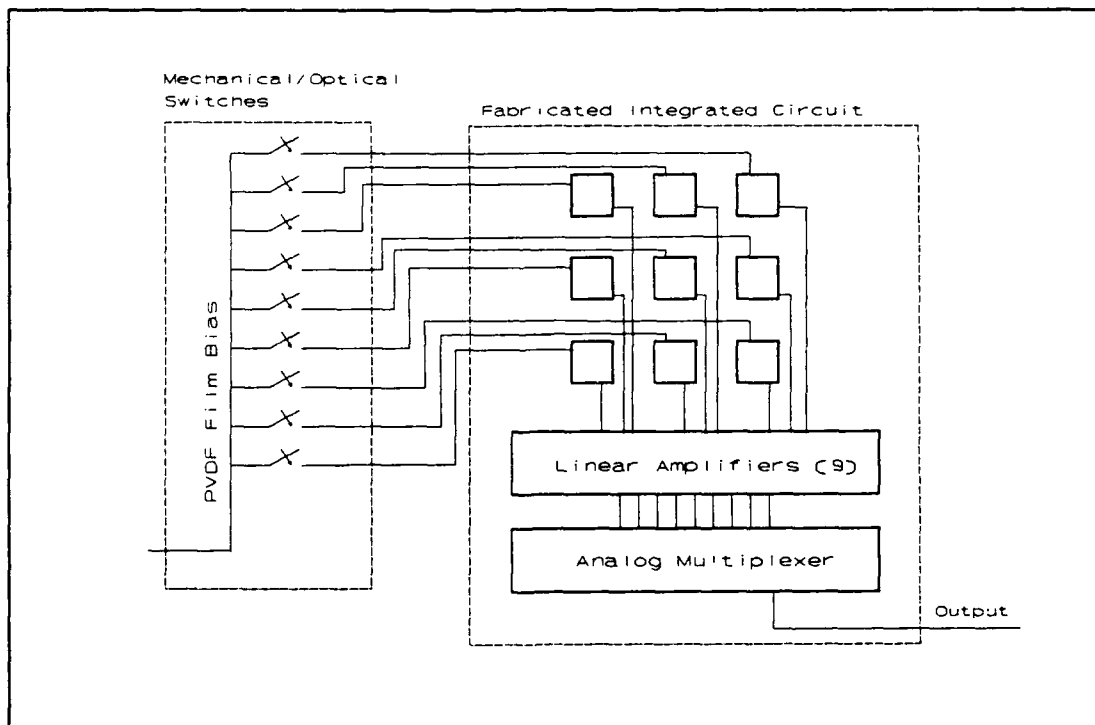 Mechanical/Optical
Switches
Fabricated Integrated Circuit
PVDF Film Bias
Linear Amplifiers (9)
Analog Multiplexer
Output